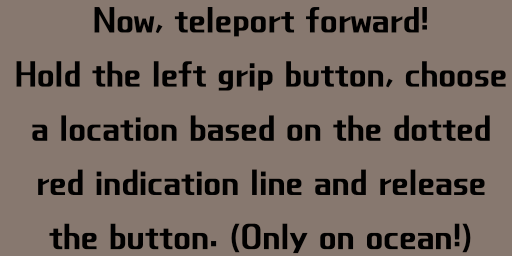 Now, teleport forward!
Hold the left grip button, choose
a location based on the dotted
red indication line and release
the button. (Only on ocean!)